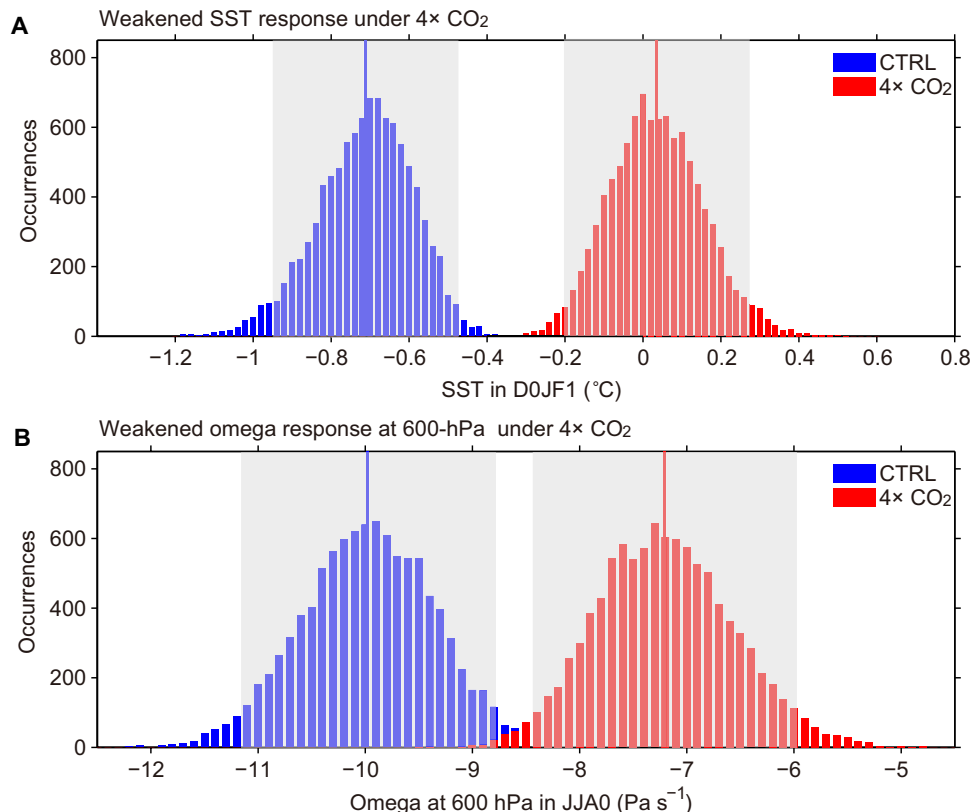 A
Weakened SST response under 4× CO₂
CTRL
4× CO₂
Occurrences
800
600
400
200
0
−1.2 −1 −0.8 −0.6 −0.4 −0.2 0 0.2 0.4 0.6 0.8
SST in D0JF1 (°C)
B
Weakened omega response at 600-hPa under 4× CO₂
CTRL
4× CO₂
Occurrences
800
600
400
200
0
−12 −11 −10 −9 −8 −7 −6 −5
Omega at 600 hPa in JJA0 (Pa s⁻¹)